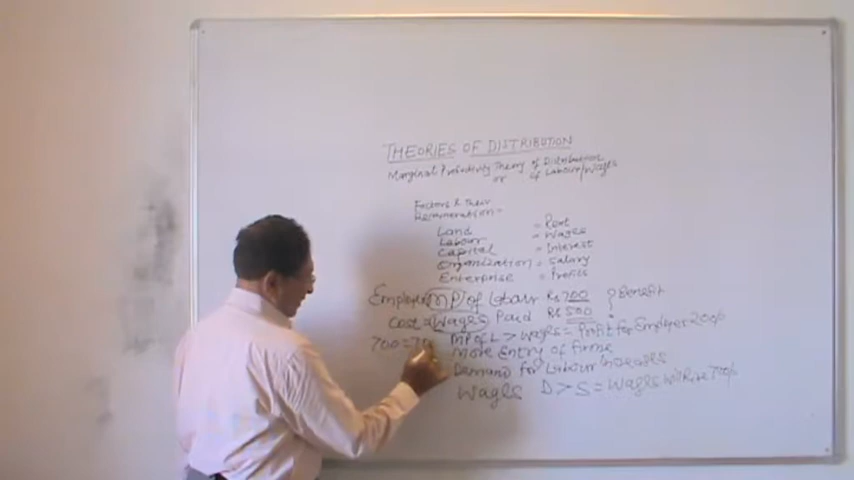 THEORIES OF DISTRIBUTION
Marginal Productivity Theory of Distribution
or of Labour/Wages
Factors & their
Remuneration:-
Land = Rent
Labour = Wages
Capital = Interest
Organization = Salary
Enterprise = Profits
Employer MP of Labour Rs 700 Benefit
Cost = Wages Paid Rs 500
700=70 MP of L > Wages = Profit for Employer 200/-
More Entry of Firms
Demand for Labour Increases
Wages D > S = Wages will Rise 700/-